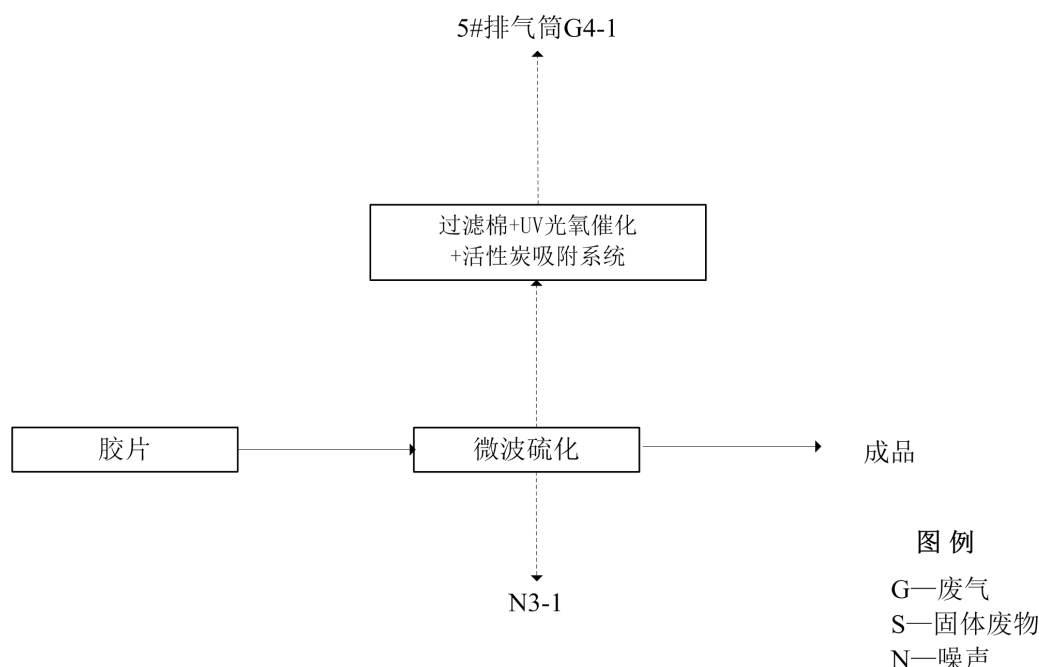 5#排气筒G4-1
过滤棉+UV光氧催化
+活性炭吸附系统
胶片
微波硫化
成品
N3-1
图 例
G—废气
S—固体废物
N—噪声